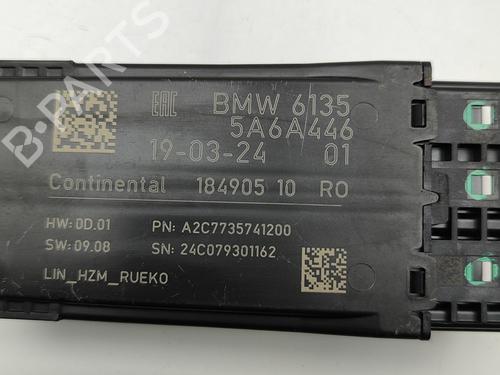 EAC BMW 6135
5A6A446
19-03-24 01
Continental 184905 10 RO
HW: 0D.01 PN: A2C7735741200
SW: 09.08 SN: 24C079301162
LIN_HZM_RUEKO
B-PARTS